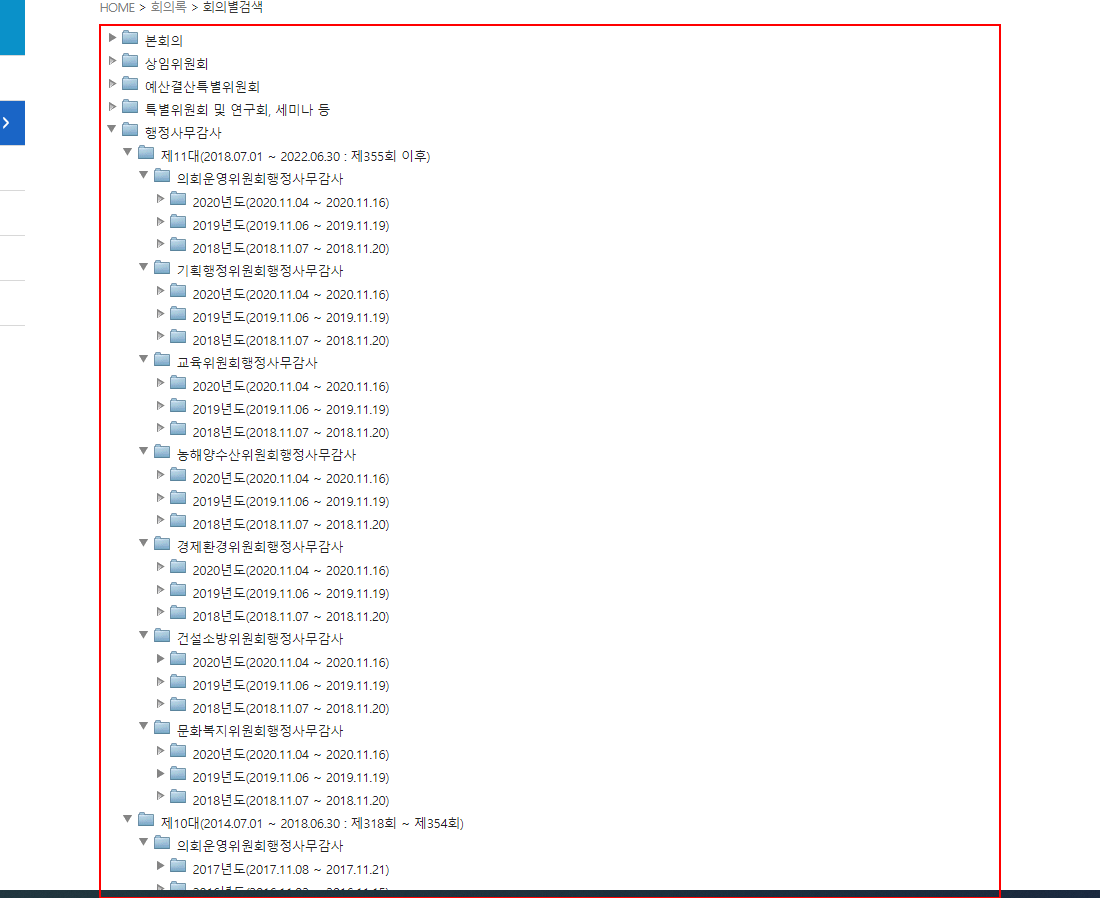 HOME > 회의록 > 회의별검색
본회의
상임위원회
예산결산특별위원회
특별위원회 및 연구회, 세미나 등
행정사무감사
제11대(2018.07.01 ~ 2022.06.30 : 제355회 이후)
의회운영위원회행정사무감사
2020년도(2020.11.04 ~ 2020.11.16)
2019년도(2019.11.06 ~ 2019.11.19)
2018년도(2018.11.07 ~ 2018.11.20)
기획행정위원회행정사무감사
2020년도(2020.11.04 ~ 2020.11.16)
2019년도(2019.11.06 ~ 2019.11.19)
2018년도(2018.11.07 ~ 2018.11.20)
교육위원회행정사무감사
2020년도(2020.11.04 ~ 2020.11.16)
2019년도(2019.11.06 ~ 2019.11.19)
2018년도(2018.11.07 ~ 2018.11.20)
농해양수산위원회행정사무감사
2020년도(2020.11.04 ~ 2020.11.16)
2019년도(2019.11.06 ~ 2019.11.19)
2018년도(2018.11.07 ~ 2018.11.20)
경제환경위원회행정사무감사
2020년도(2020.11.04 ~ 2020.11.16)
2019년도(2019.11.06 ~ 2019.11.19)
2018년도(2018.11.07 ~ 2018.11.20)
건설소방위원회행정사무감사
2020년도(2020.11.04 ~ 2020.11.16)
2019년도(2019.11.06 ~ 2019.11.19)
2018년도(2018.11.07 ~ 2018.11.20)
문화복지위원회행정사무감사
2020년도(2020.11.04 ~ 2020.11.16)
2019년도(2019.11.06 ~ 2019.11.19)
2018년도(2018.11.07 ~ 2018.11.20)
제10대(2014.07.01 ~ 2018.06.30 : 제318회 ~ 제354회)
의회운영위원회행정사무감사
2017년도(2017.11.08 ~ 2017.11.21)